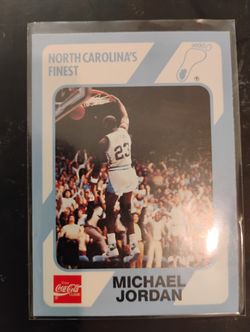 NORTH CAROLINA'S
FINEST
23
Coca-Cola
MICHAEL
JORDAN